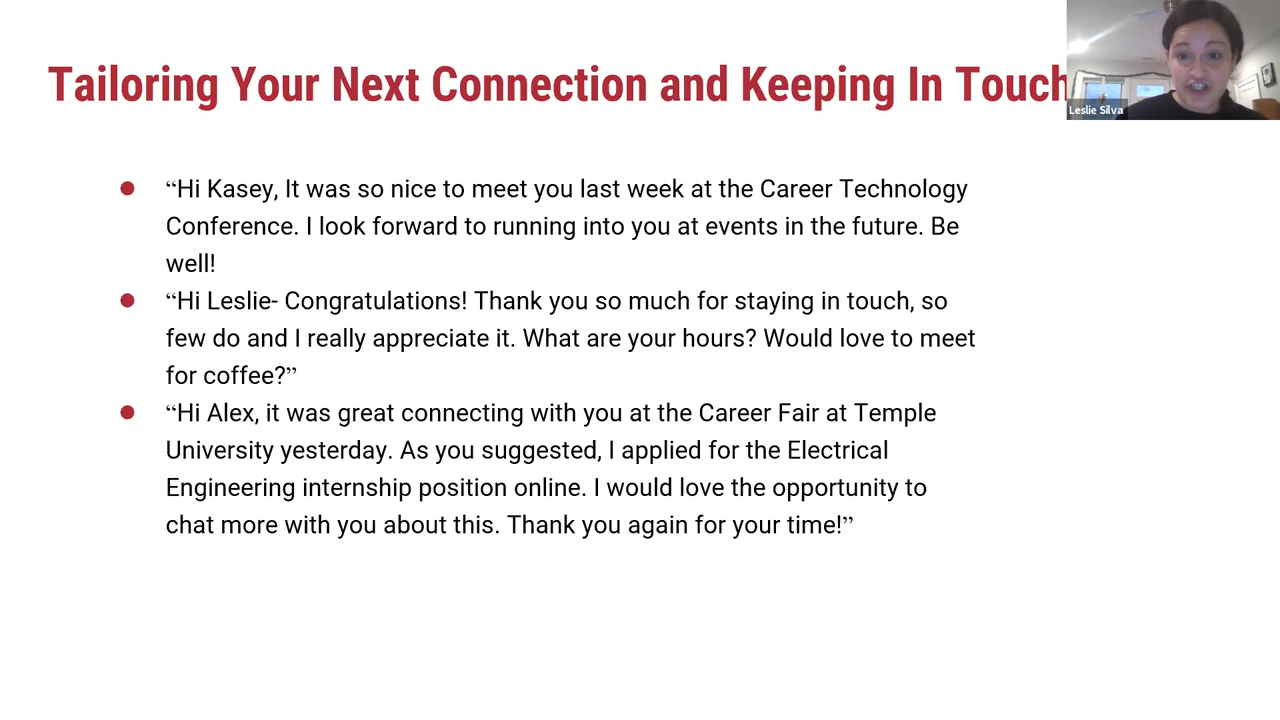 Tailoring Your Next Connection and Keeping In Touch
Leslie Silva
● “Hi Kasey, It was so nice to meet you last week at the Career Technology
Conference. I look forward to running into you at events in the future. Be
well!
● “Hi Leslie- Congratulations! Thank you so much for staying in touch, so
few do and I really appreciate it. What are your hours? Would love to meet
for coffee?”
● “Hi Alex, it was great connecting with you at the Career Fair at Temple
University yesterday. As you suggested, I applied for the Electrical
Engineering internship position online. I would love the opportunity to
chat more with you about this. Thank you again for your time!”